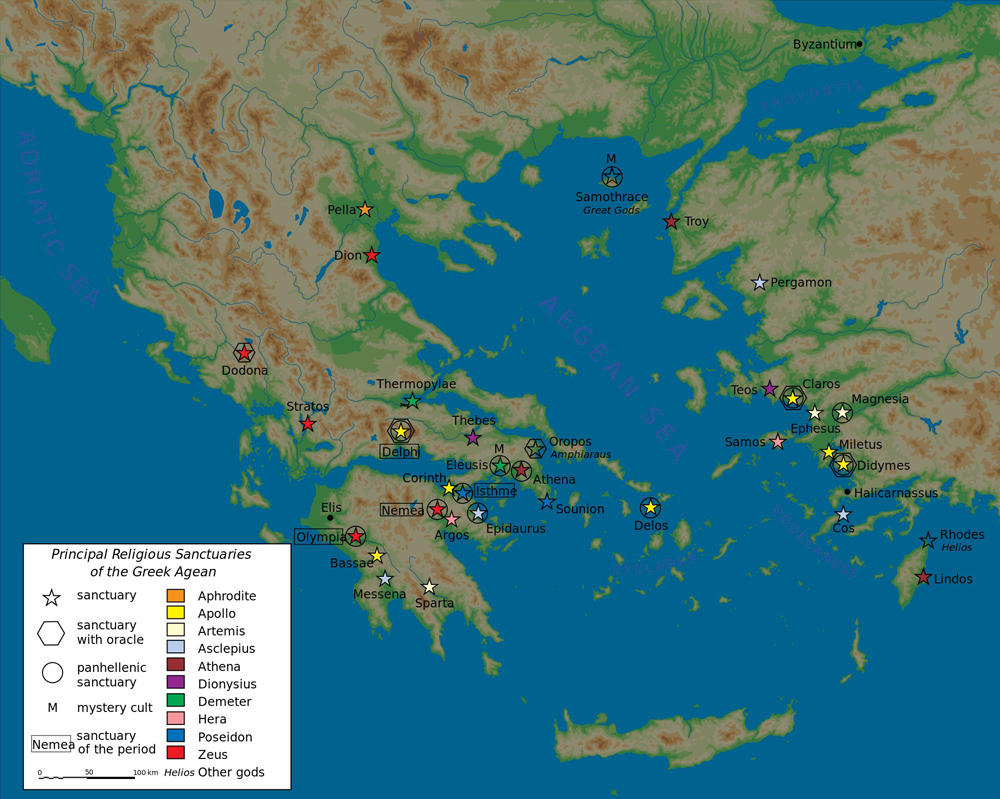 Byzantium
PROPONTIS
ADRIATIC SEA
M
Samothrace
Great Gods
Pella
Troy
Dion
Pergamon
AEGEAN SEA
Dodona
Thermopylae
Teos
Claros
Stratos
Magnesia
Thebes
Ephesus
Delphi
M
Oropos
Amphiaraus
Samos
Miletus
Eleusis
Didymes
Corinth
Athena
Isthme
Halicarnassus
Nemea
Elis
Sounion
Epidaurus
Delos
Cos
Argos
Olympia
Rhodes
Helios
Bassae
Messena
Sparta
Lindos
Principal Religious Sanctuaries
of the Greek Agean
sanctuary
sanctuary
with oracle
panhellenic
sanctuary
M mystery cult
Nemea sanctuary
of the period
0 50 100 km
Aphrodite
Apollo
Artemis
Asclepius
Athena
Dionysius
Demeter
Hera
Poseidon
Zeus
Helios Other gods